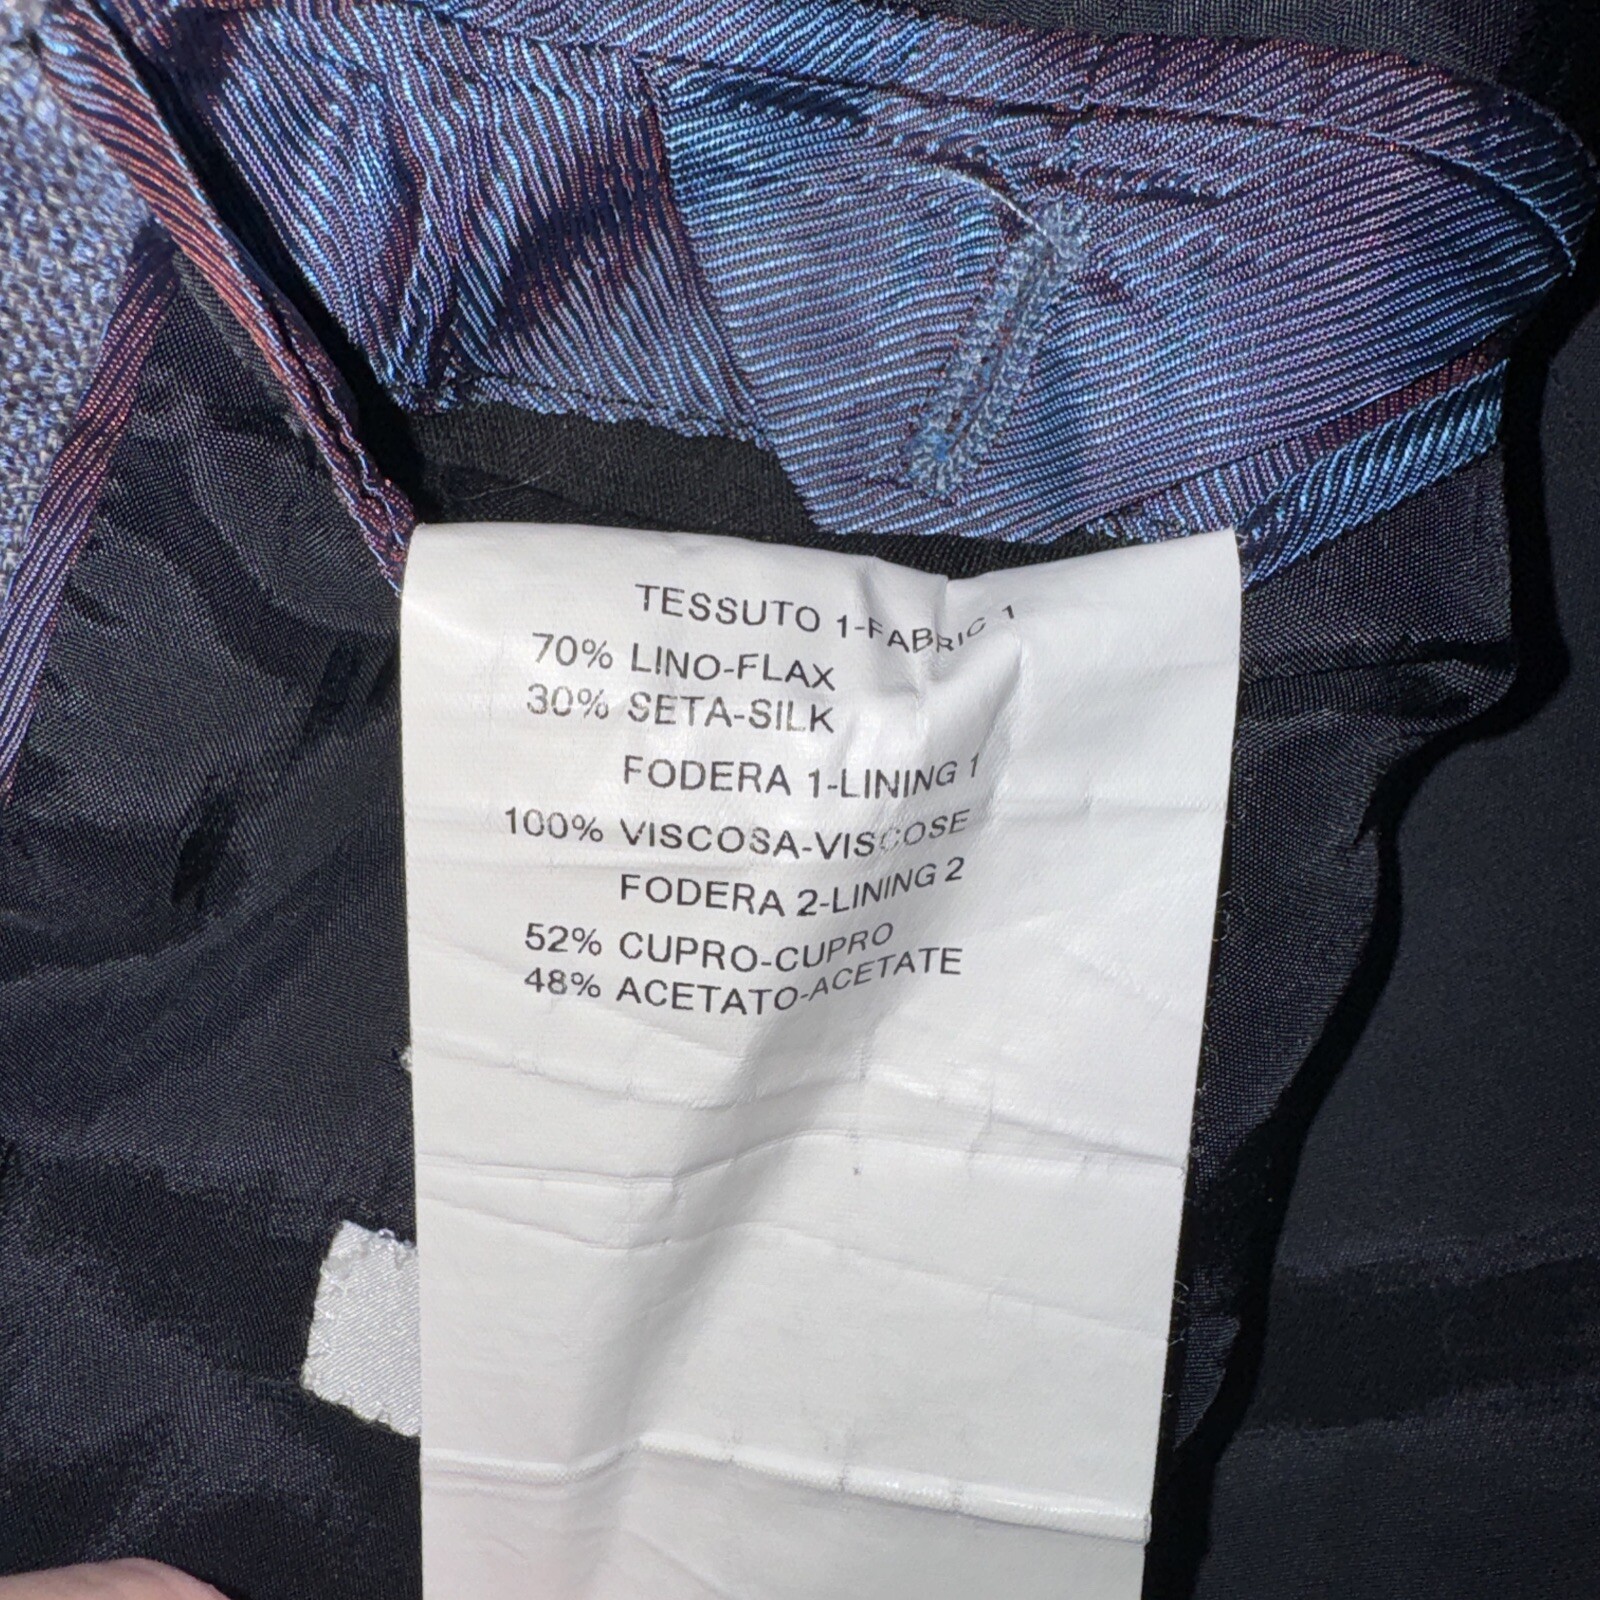 TESSUTO 1-FABRIC 1
70% LINO-FLAX
30% SETA-SILK
FODERA 1-LINING 1
100% VISCOSA-VISCOSE
FODERA 2-LINING 2
52% CUPRO-CUPRO
48% ACETATO-ACETATE